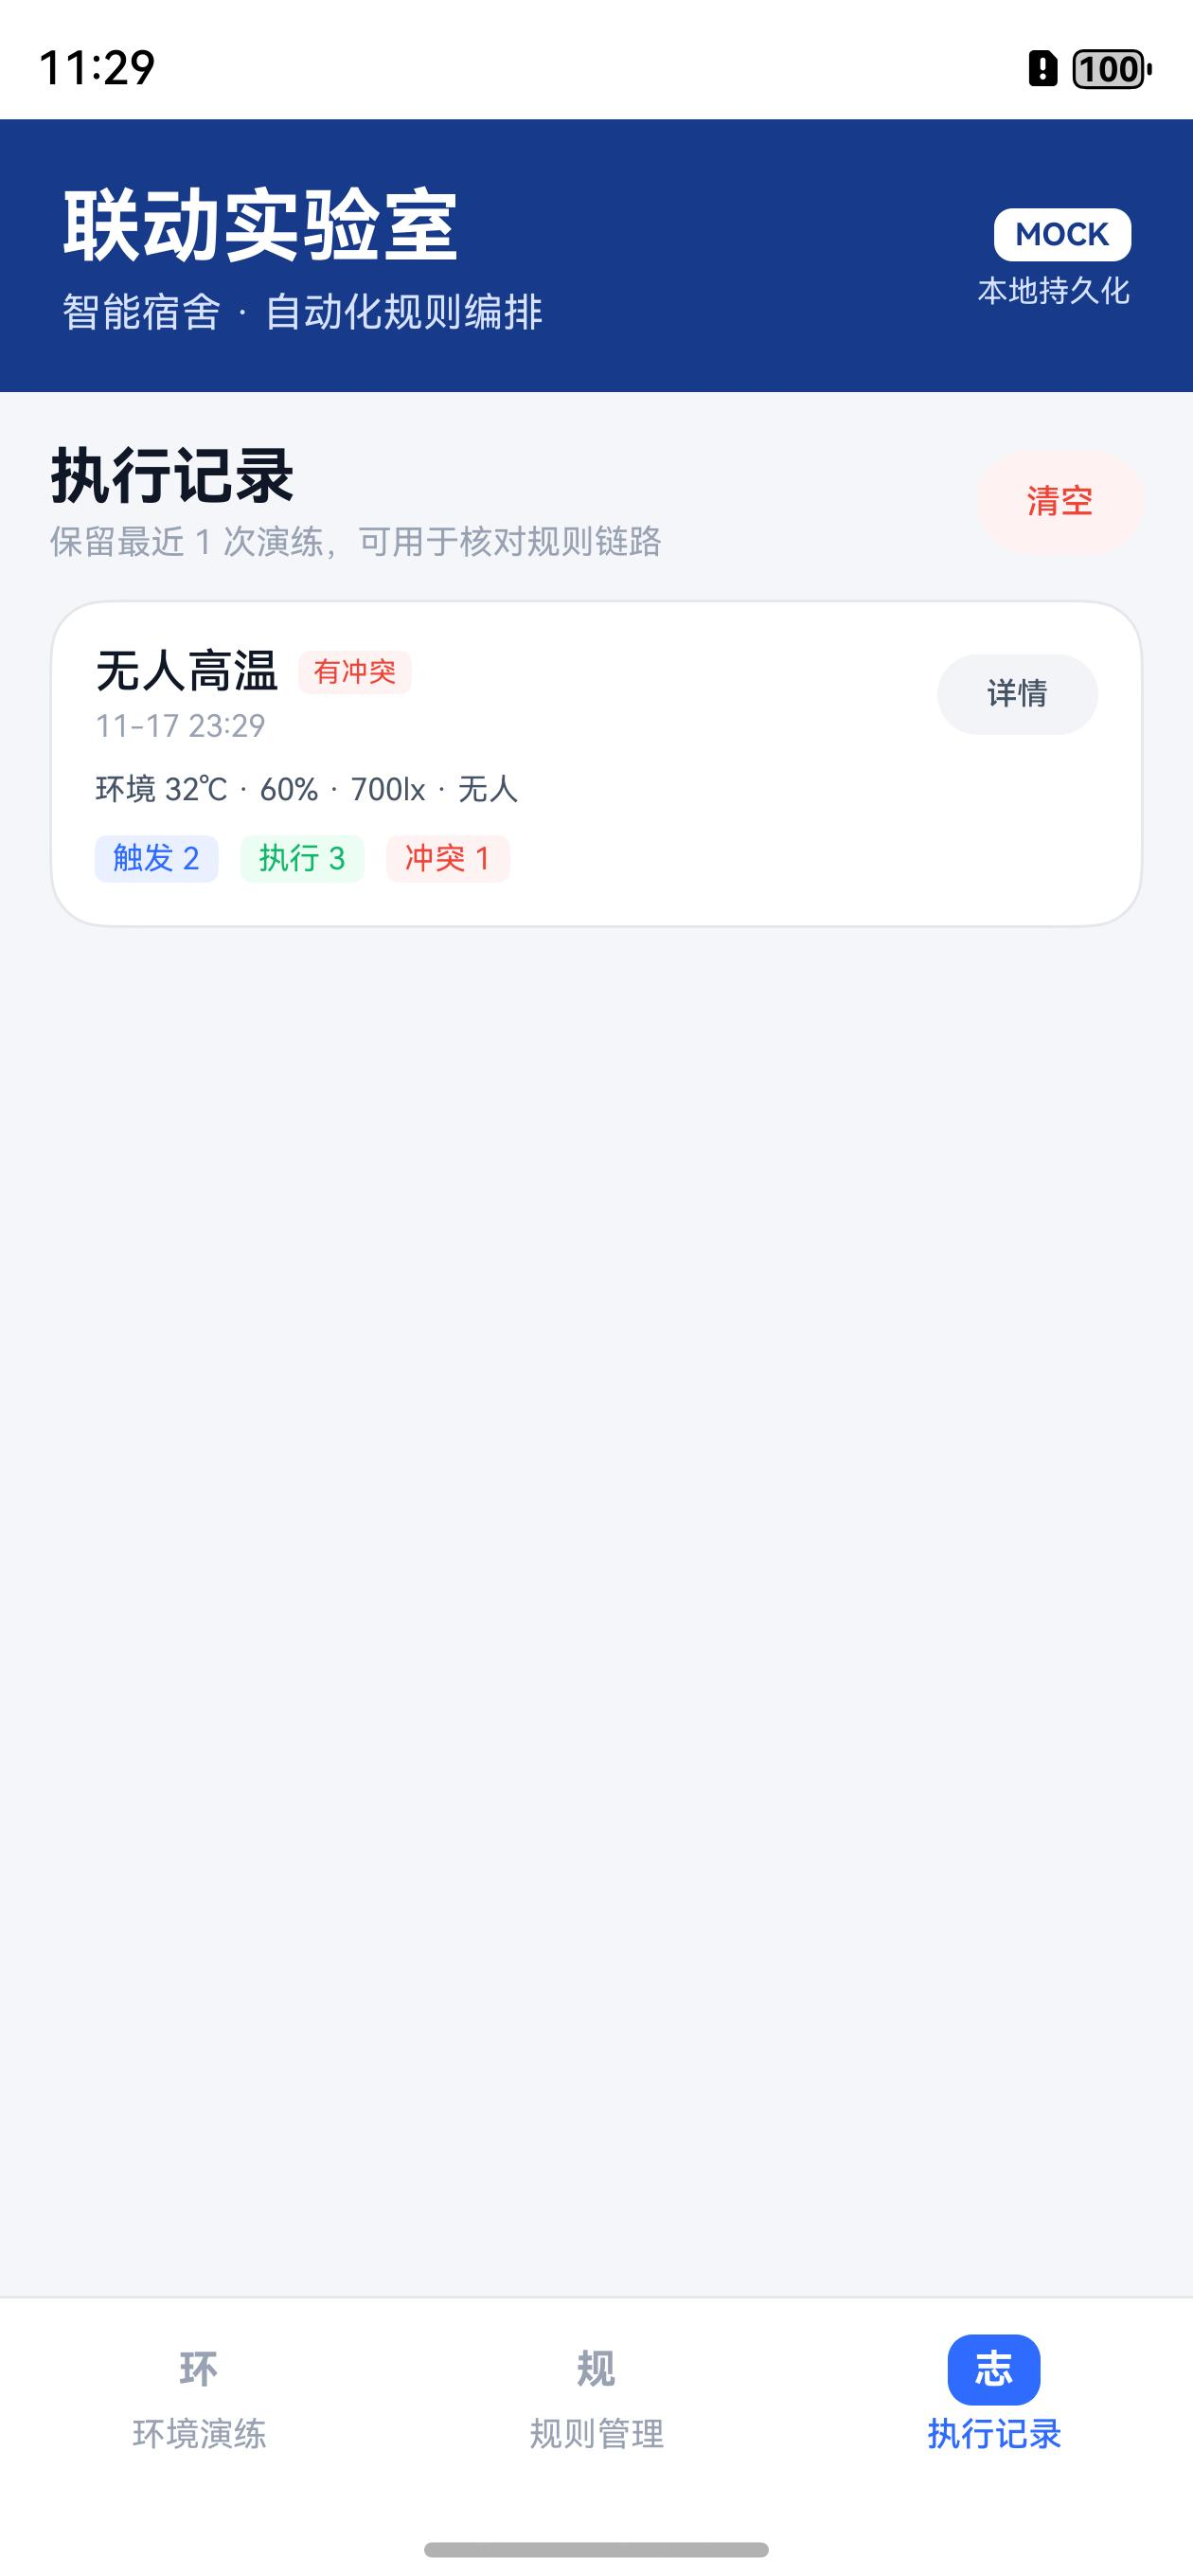 11:29
100
联动实验室
智能宿舍 · 自动化规则编排
MOCK
本地持久化
执行记录
保留最近 1 次演练，可用于核对规则链路
清空
无人高温 有冲突
11-17 23:29
详情
环境 32℃ · 60% · 700lx · 无人
触发 2 执行 3 冲突 1
环 规 志
环境演练 规则管理 执行记录